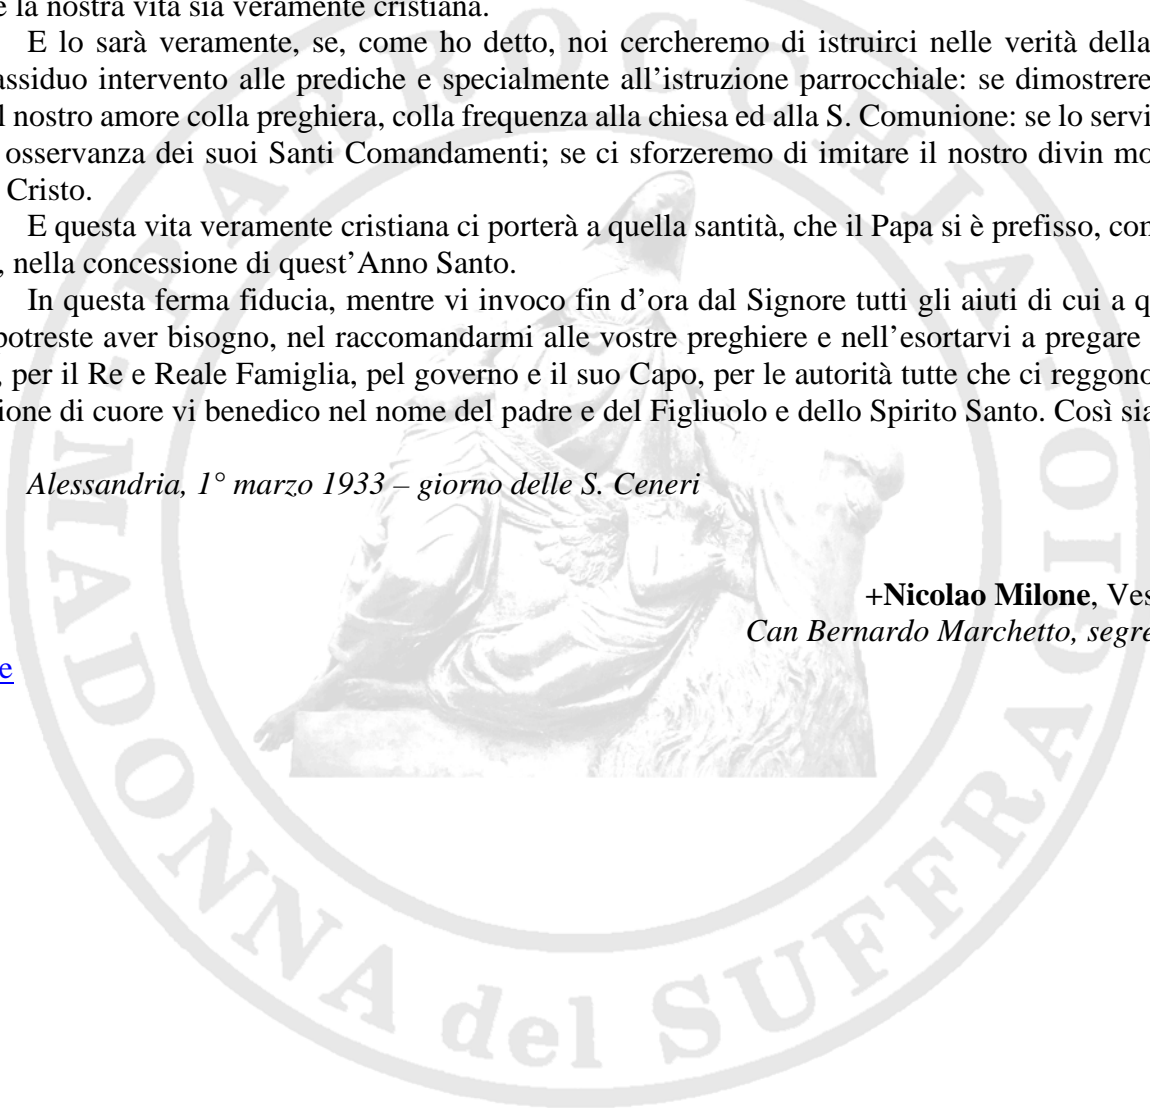 e la nostra vita sia veramente cristiana.
E lo sarà veramente, se, come ho detto, noi cercheremo di istruirci nelle verità della
assiduo intervento alle prediche e specialmente all’istruzione parrocchiale: se dimostrere
l nostro amore colla preghiera, colla frequenza alla chiesa ed alla S. Comunione: se lo servi
osservanza dei suoi Santi Comandamenti; se ci sforzeremo di imitare il nostro divin mo
Cristo.
E questa vita veramente cristiana ci porterà a quella santità, che il Papa si è prefisso, con
, nella concessione di quest’Anno Santo.
In questa ferma fiducia, mentre vi invoco fin d’ora dal Signore tutti gli aiuti di cui a q
potreste aver bisogno, nel raccomandarmi alle vostre preghiere e nell’esortarvi a pregare
, per il Re e Reale Famiglia, pel governo e il suo Capo, per le autorità tutte che ci reggono
ione di cuore vi benedico nel nome del padre e del Figliuolo e dello Spirito Santo. Così sia
Alessandria, 1° marzo 1933 – giorno delle S. Ceneri
+Nicolao Milone, Ves
Can Bernardo Marchetto, segre
e
PARROCCHIA
MADONNA del SUFFRAGIO